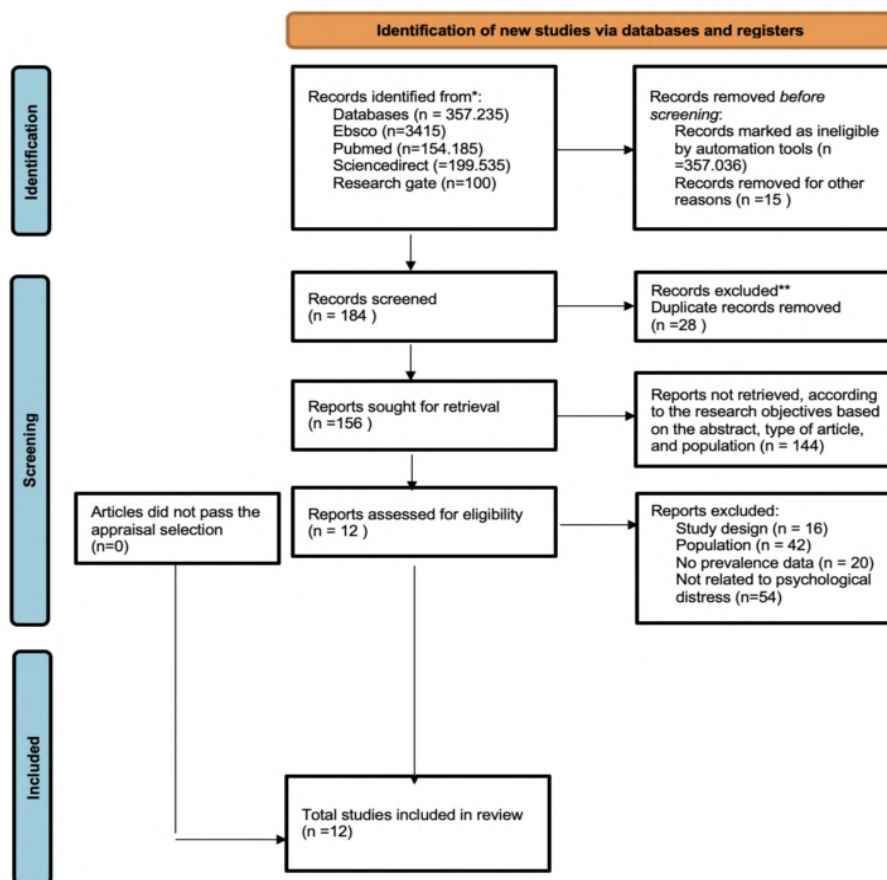 Identification of new studies via databases and registers
Identification
Records identified from*:
Databases (n = 357.235)
Ebsco (n=3415)
Pubmed (n=154.185)
Sciencedirect (=199.535)
Research gate (n=100)
Records removed before
screening:
Records marked as ineligible
by automation tools (n
=357.036)
Records removed for other
reasons (n =15 )
Screening
Records screened
(n = 184 )
Records excluded**
Duplicate records removed
(n =28 )
Reports sought for retrieval
(n =156 )
Reports not retrieved, according
to the research objectives based
on the abstract, type of article,
and population (n = 144)
Articles did not pass the
appraisal selection
(n=0)
Reports assessed for eligibility
(n = 12 )
Reports excluded:
Study design (n = 16)
Population (n = 42)
No prevalence data (n = 20)
Not related to psychological
distress (n=54)
Included
Total studies included in review
(n =12)